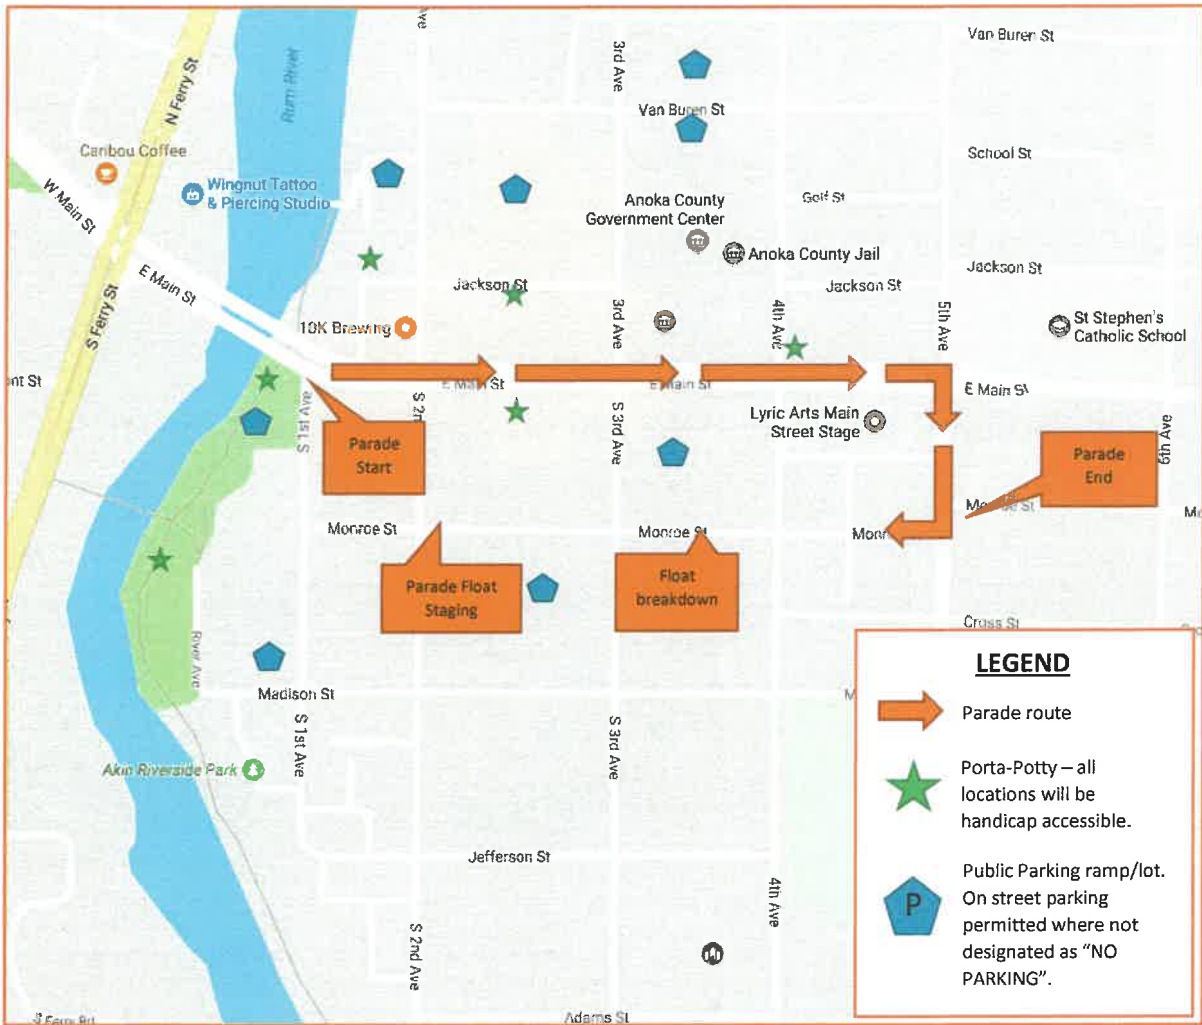 Van Buren St
3rd Ave
N Ferry St
Rum River
Van Buren St
Caribou Coffee
School St
Wingnut Tattoo
& Piercing Studio
W Main St
Anoka County
Government Center
Golf St
Anoka County Jail
Jackson St
E Main St
Jackson St
Jackson St
S Ferry St
3rd Ave
4th Ave
5th Ave
10K Brewing
St Stephen's
Catholic School
E Main St
E Main St
E Main St
S 1st Ave
S 3rd Ave
Lyric Arts Main
Street Stage
6th Ave
Parade
Start
Parade
End
Monroe St
Monroe St
Parade Float
Staging
Float
breakdown
Cross St
River Ave
Madison St
S 1st Ave
S 3rd Ave
Akin Riverside Park
Jefferson St
4th Ave
S 2nd Ave
Adams St
LEGEND
Parade route
Porta-Potty – all
locations will be
handicap accessible.
P
Public Parking ramp/lot.
On street parking
permitted where not
designated as “NO
PARKING”.